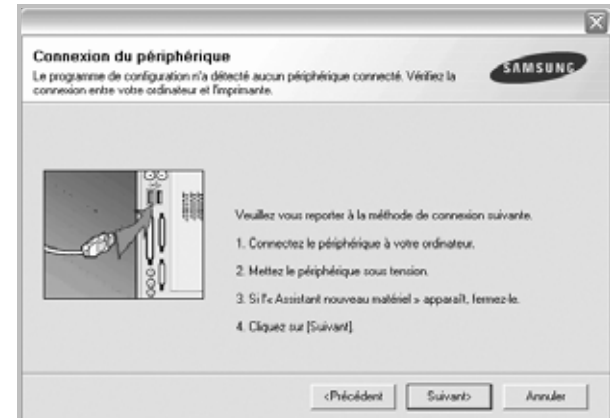 Connexion du périphérique
Le programme de configuration n'a détecté aucun périphérique connecté. Vérifiez la
connexion entre votre ordinateur et l'imprimante.
SAMSUNG
Veuillez vous reporter à la méthode de connexion suivante.
1. Connectez le périphérique à votre ordinateur.
2. Mettez le périphérique sous tension.
3. Si l'« Assistant nouveau matériel » apparaît, fermez-le.
4. Cliquez sur [Suivant].
<Précédent
Suivant>
Annuler